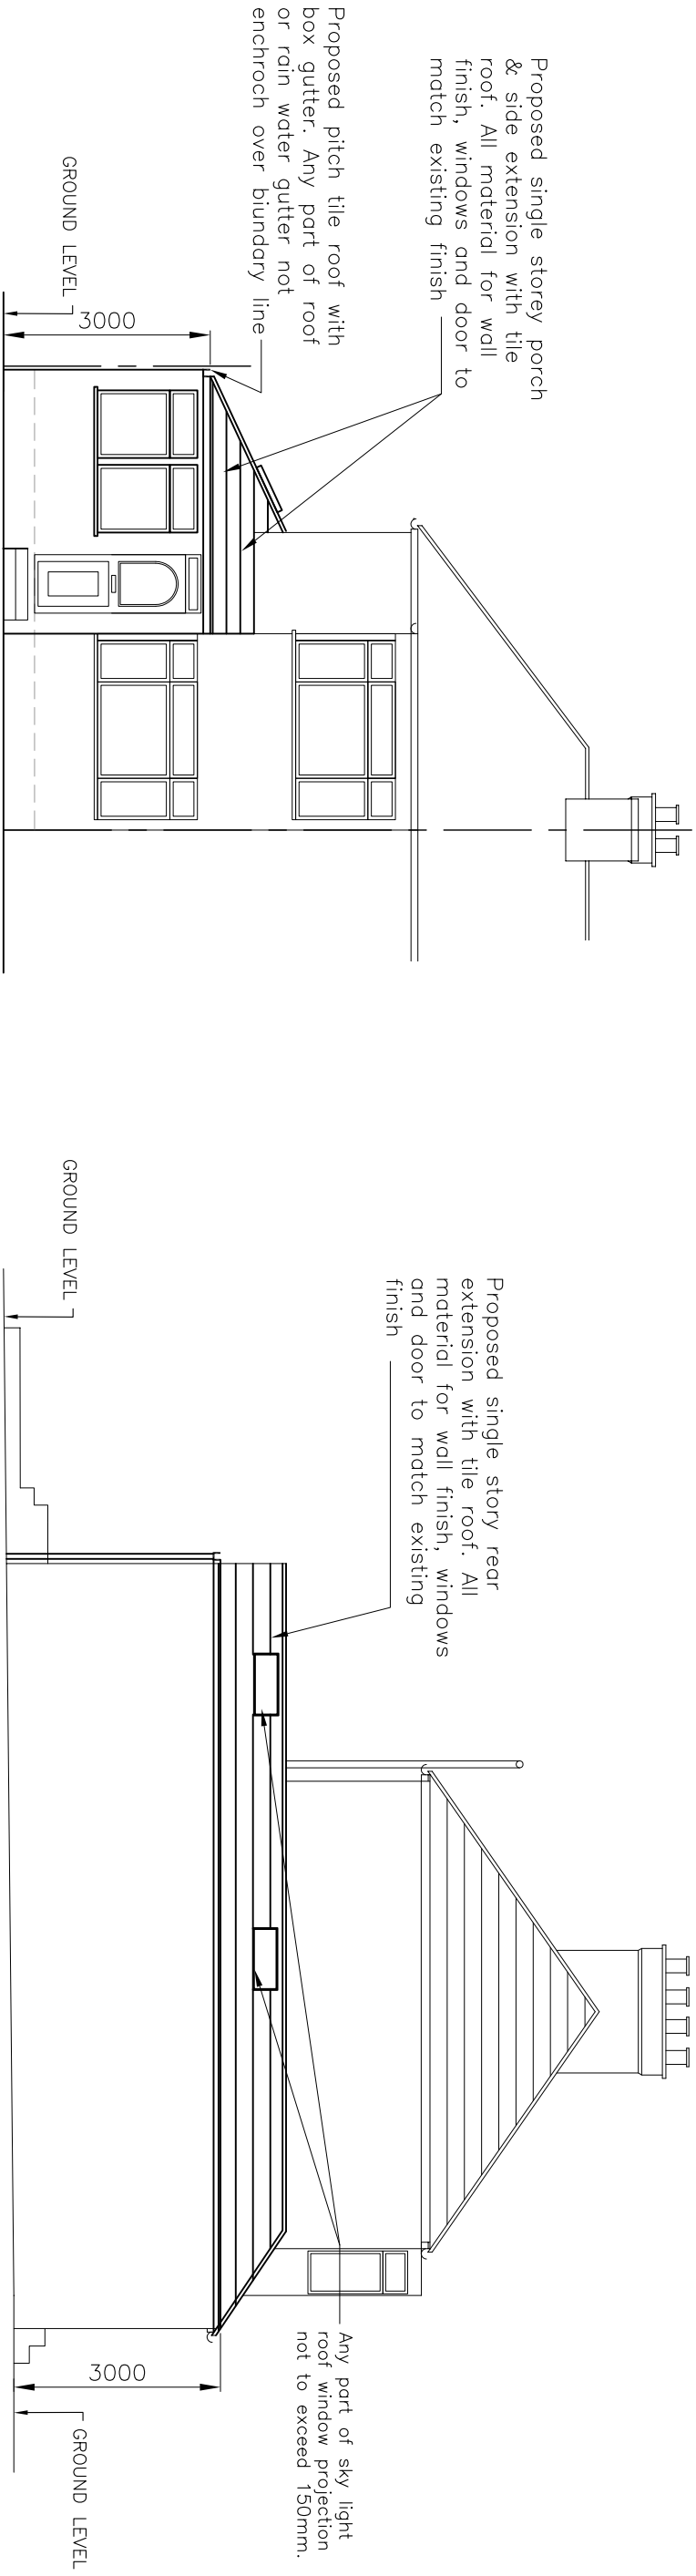 Proposed single storey porch
& side extension with tile
roof. All material for wall
finish, windows and door to
match existing finish
Proposed pitch tile roof with
box gutter. Any part of roof
or rain water gutter not
enchroch over biundary line
GROUND LEVEL
3000
Proposed single story rear
extension with tile roof. All
material for wall finish, windows
and door to match existing
finish
GROUND LEVEL
Any part of sky light
roof window projection
not to exceed 150mm.
3000
GROUND LEVEL